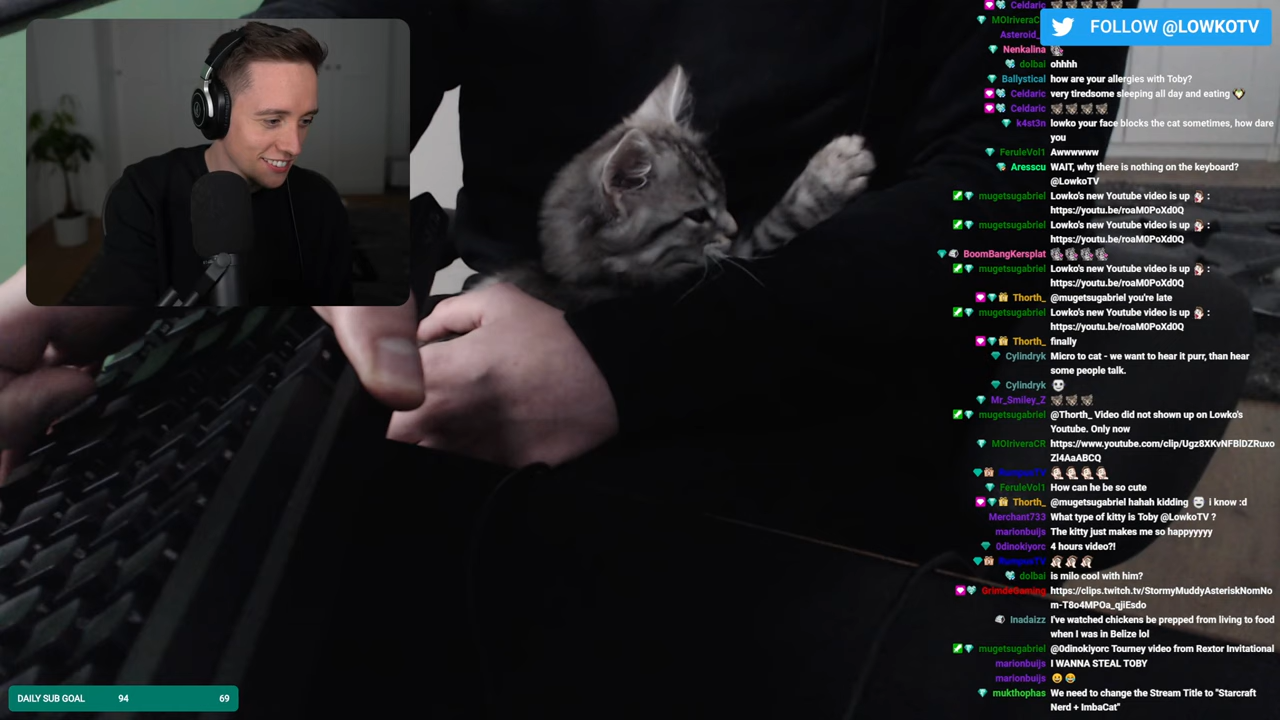 Celdaric
MOIriveraC
FOLLOW @LOWKOTV
Asteroid_
Nenkalina
dolbai ohhhh
Ballystical how are your allergies with Toby?
Celdaric very tiredsome sleeping all day and eating
Celdaric
k4st3n lowko your face blocks the cat sometimes, how dare
you
FeruleVol1 Awwwwww
Aresscu WAIT, why there is nothing on the keyboard?
@LowkoTV
mugetsugabriel Lowko's new Youtube video is up :
https://youtu.be/roaM0PoXd0Q
mugetsugabriel Lowko's new Youtube video is up :
https://youtu.be/roaM0PoXd0Q
BoomBangKersplat
mugetsugabriel Lowko's new Youtube video is up :
https://youtu.be/roaM0PoXd0Q
Thorth_ @mugetsugabriel you're late
mugetsugabriel Lowko's new Youtube video is up :
https://youtu.be/roaM0PoXd0Q
Thorth_ finally
Cylindryk Micro to cat - we want to hear it purr, than hear
some people talk.
Cylindryk
Mr_Smiley_Z
mugetsugabriel @Thorth_ Video did not shown up on Lowko's
Youtube. Only now
MOIriveraCR https://www.youtube.com/clip/Ugz8XKvNFBlDZRuxo
Zl4AaABCQ
FeruleVol1 How can he be so cute
Thorth_ @mugetsugabriel hahah kidding i know :d
Merchant733 What type of kitty is Toby @LowkoTV ?
marionbuijs The kitty just makes me so happyyyyy
0dinokiyorc 4 hours video?!
dolbai is milo cool with him?
GrimdeGaming https://clips.twitch.tv/StormyMuddyAsteriskNomNo
m-T8o4MPOa_qjiEsdo
Inadaizz I've watched chickens be prepped from living to food
when I was in Belize lol
mugetsugabriel @0dinokiyorc Tourney video from Rextor Invitational
marionbuijs I WANNA STEAL TOBY
marionbuijs
mukthophas We need to change the Stream Title to "Starcraft
Nerd + ImbaCat"
DAILY SUB GOAL 94 69